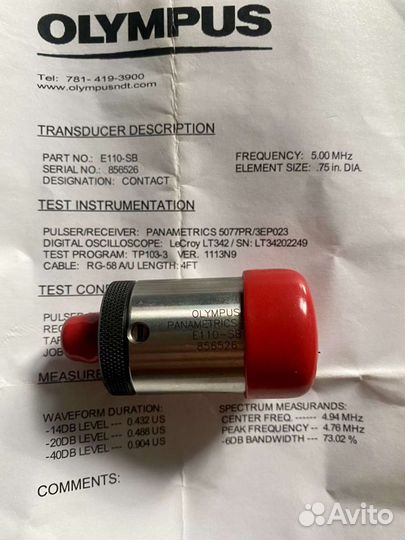 OLYMPUS
Tel: 781-419-3900
www.olympusndt.com
TRANSDUCER DESCRIPTION
PART NO.: E110-SB FREQUENCY: 5.00 MHz
SERIAL NO.: 856526 ELEMENT SIZE: .75 in. DIA.
DESIGNATION: CONTACT
TEST INSTRUMENTATION
PULSER/RECEIVER: PANAMETRICS 5077PR/3EP023
DIGITAL OSCILLOSCOPE: LeCroy LT342 / SN: LT34202249
TEST PROGRAM: TP103-3 VER. 1113N9
CABLE: RG-58 A/U LENGTH: 4FT
TEST
PULSER
JOB
OLYMPUS
PANAMETRICS
E110-SB
856526
WAVEFORM DURATION: SPECTRUM MEASURANDS:
-14DB LEVEL --- 0.432 US CENTER FREQ. ------ 4.94 MHz
-20DB LEVEL --- 0.488 US PEAK FREQUENCY -- 4.76 MHz
-40DB LEVEL --- 0.904 US -6DB BANDWIDTH ---- 73.02 %
COMMENTS:
Avito